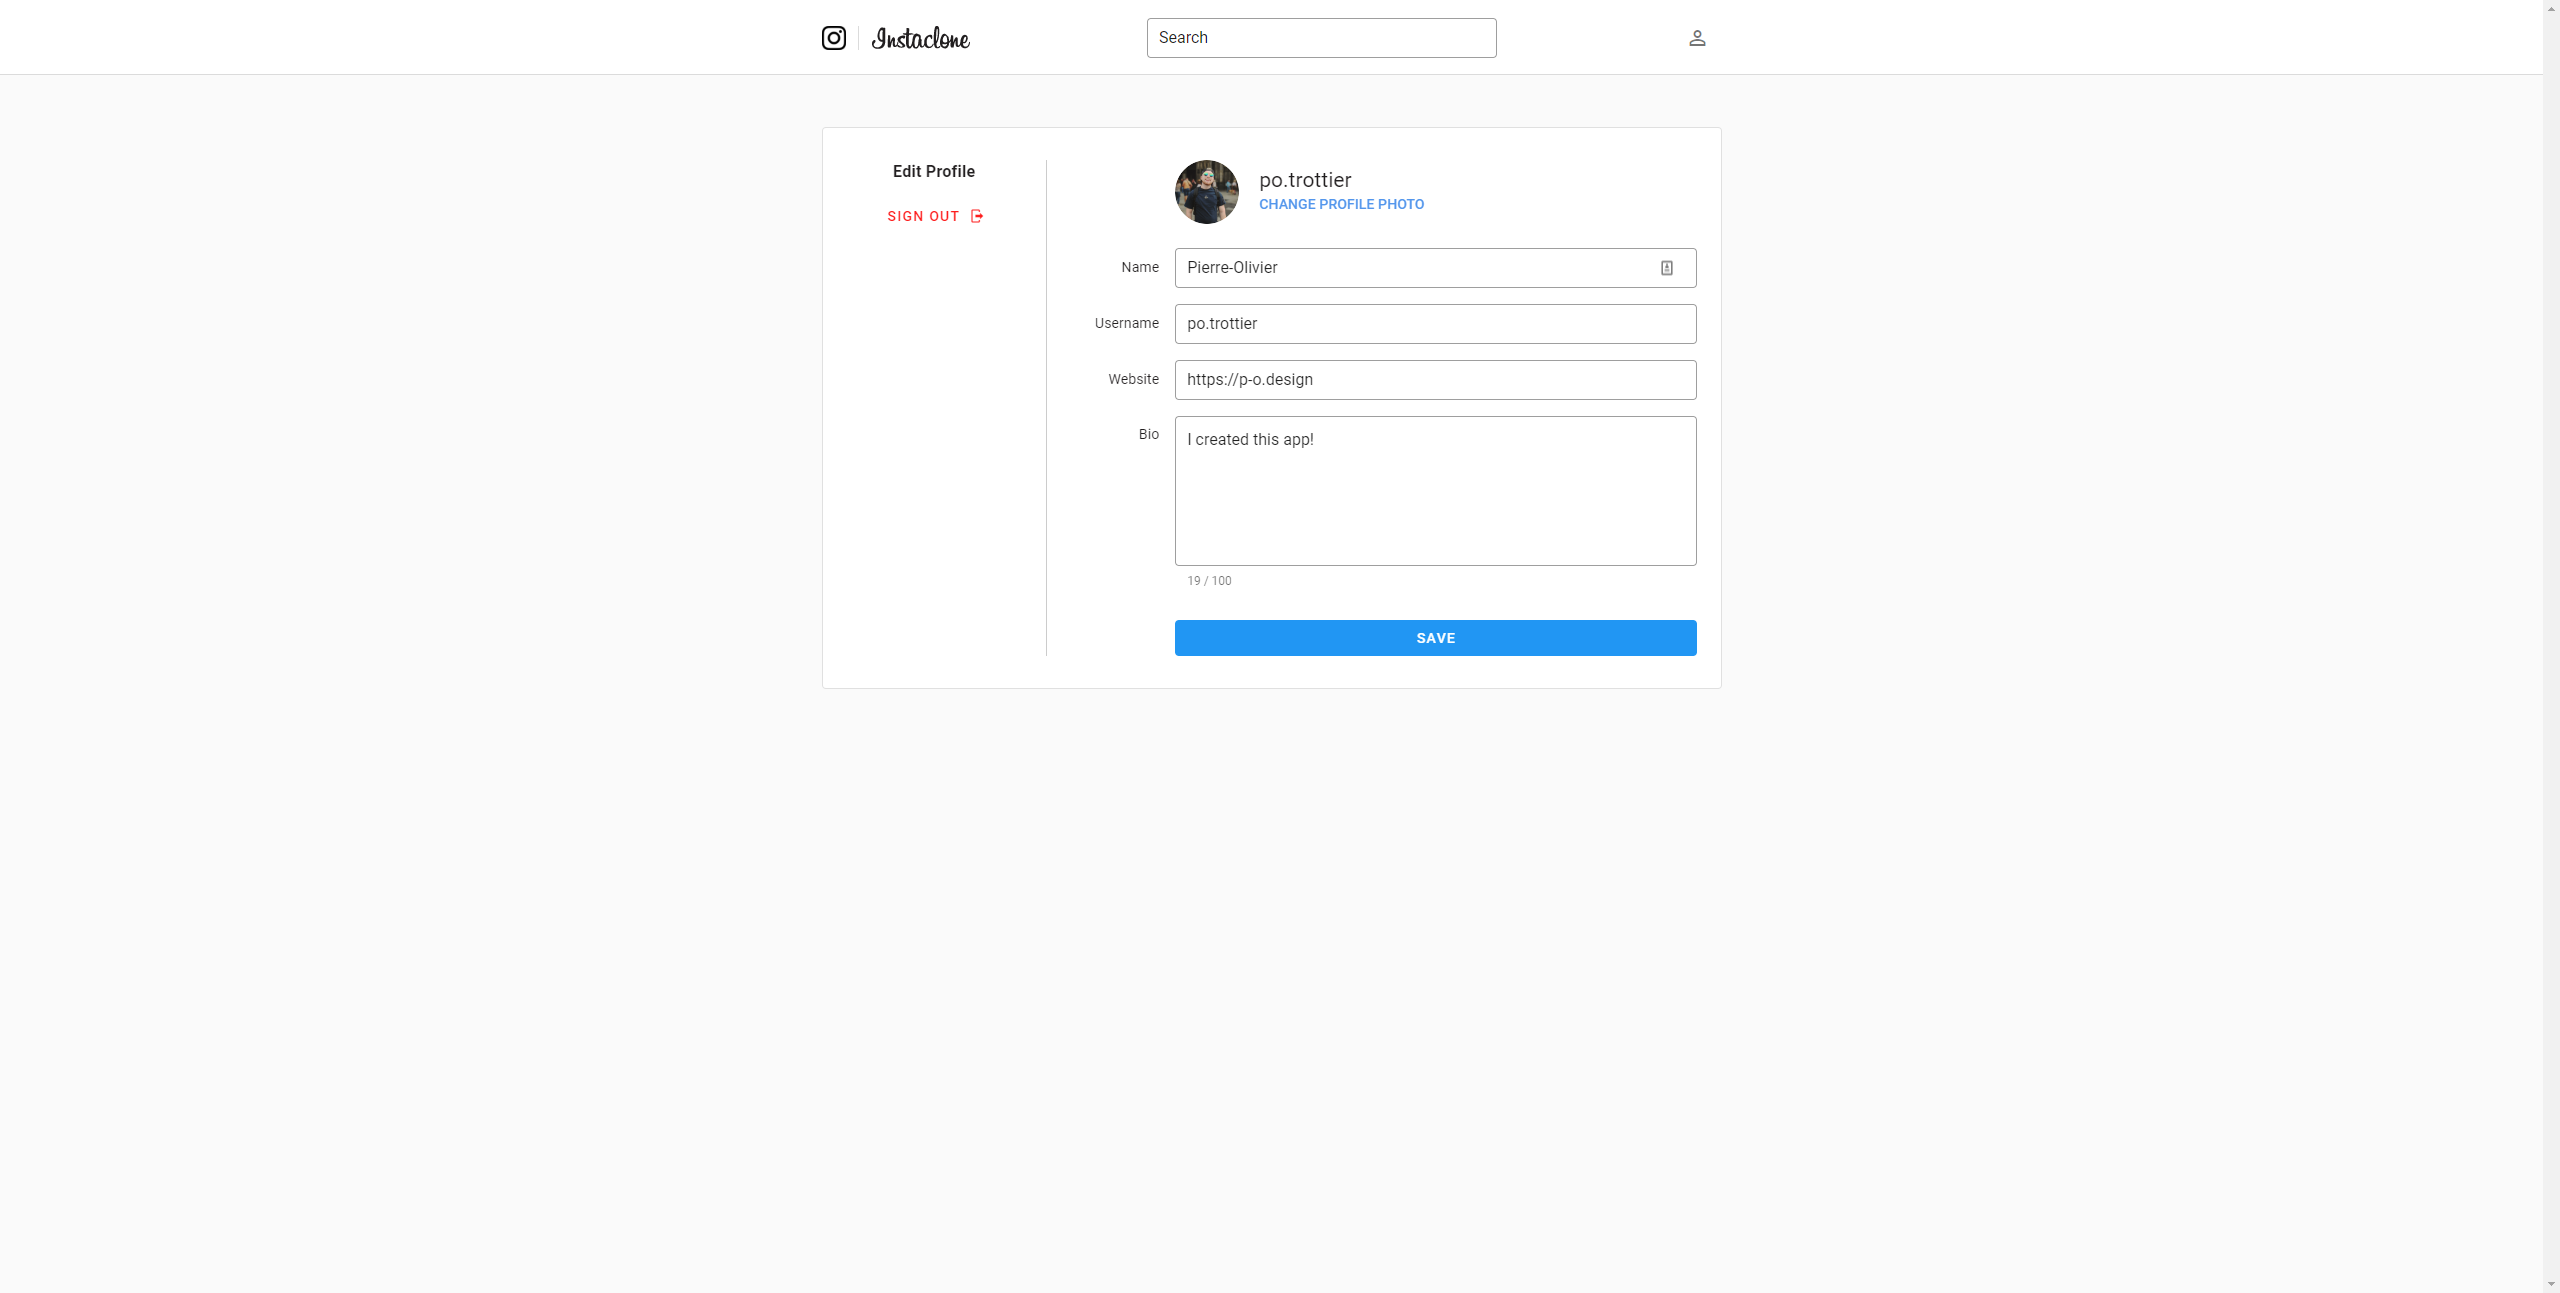 Instaclone
Search
Edit Profile
SIGN OUT
po.trottier
CHANGE PROFILE PHOTO
Name
Pierre-Olivier
Username
po.trottier
Website
https://p-o.design
Bio
I created this app!
19 / 100
SAVE